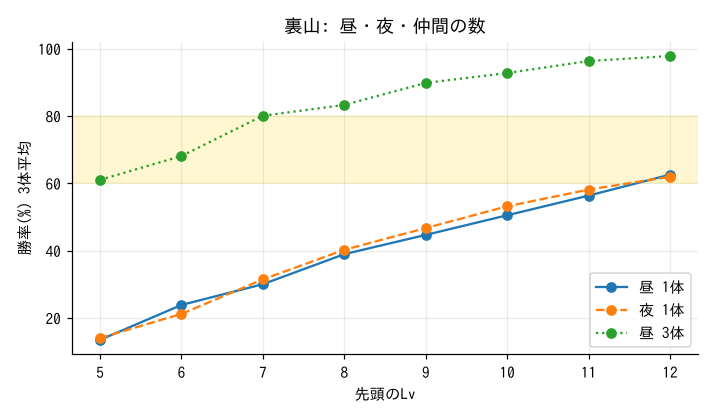 裏山: 昼・夜・仲間の数
勝率(%) 3体平均
100
80
60
40
20
5 6 7 8 9 10 11 12
先頭のLv
昼 1体
夜 1体
昼 3体